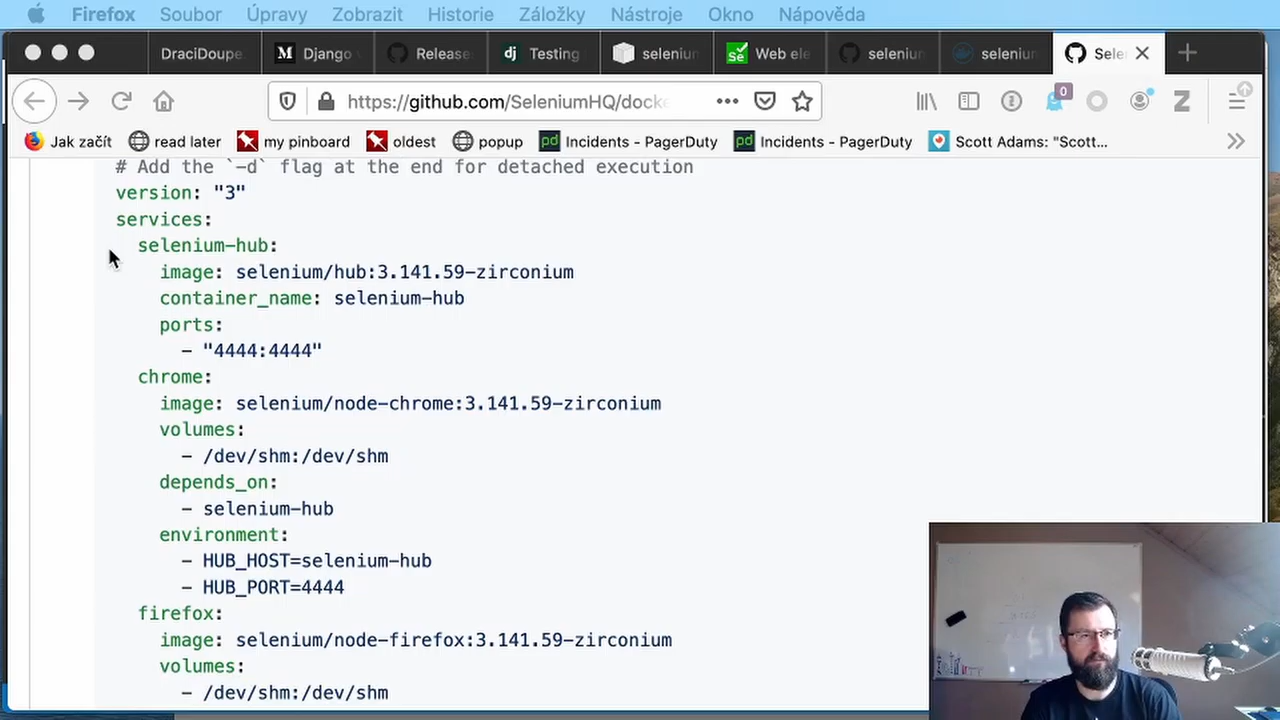 Firefox Soubor Úpravy Zobrazit Historie Záložky Nástroje Okno Nápověda
DraciDoupe. Django Release Testing seleniu Web ele seleniu seleniu Sele
https://github.com/SeleniumHQ/docke 0
Jak začít read later my pinboard oldest popup Incidents - PagerDuty Incidents - PagerDuty Scott Adams: "Scott...
# Add the `-d` flag at the end for detached execution
version: "3"
services:
selenium-hub:
image: selenium/hub:3.141.59-zirconium
container_name: selenium-hub
ports:
- "4444:4444"
chrome:
image: selenium/node-chrome:3.141.59-zirconium
volumes:
- /dev/shm:/dev/shm
depends_on:
- selenium-hub
environment:
- HUB_HOST=selenium-hub
- HUB_PORT=4444
firefox:
image: selenium/node-firefox:3.141.59-zirconium
volumes:
- /dev/shm:/dev/shm